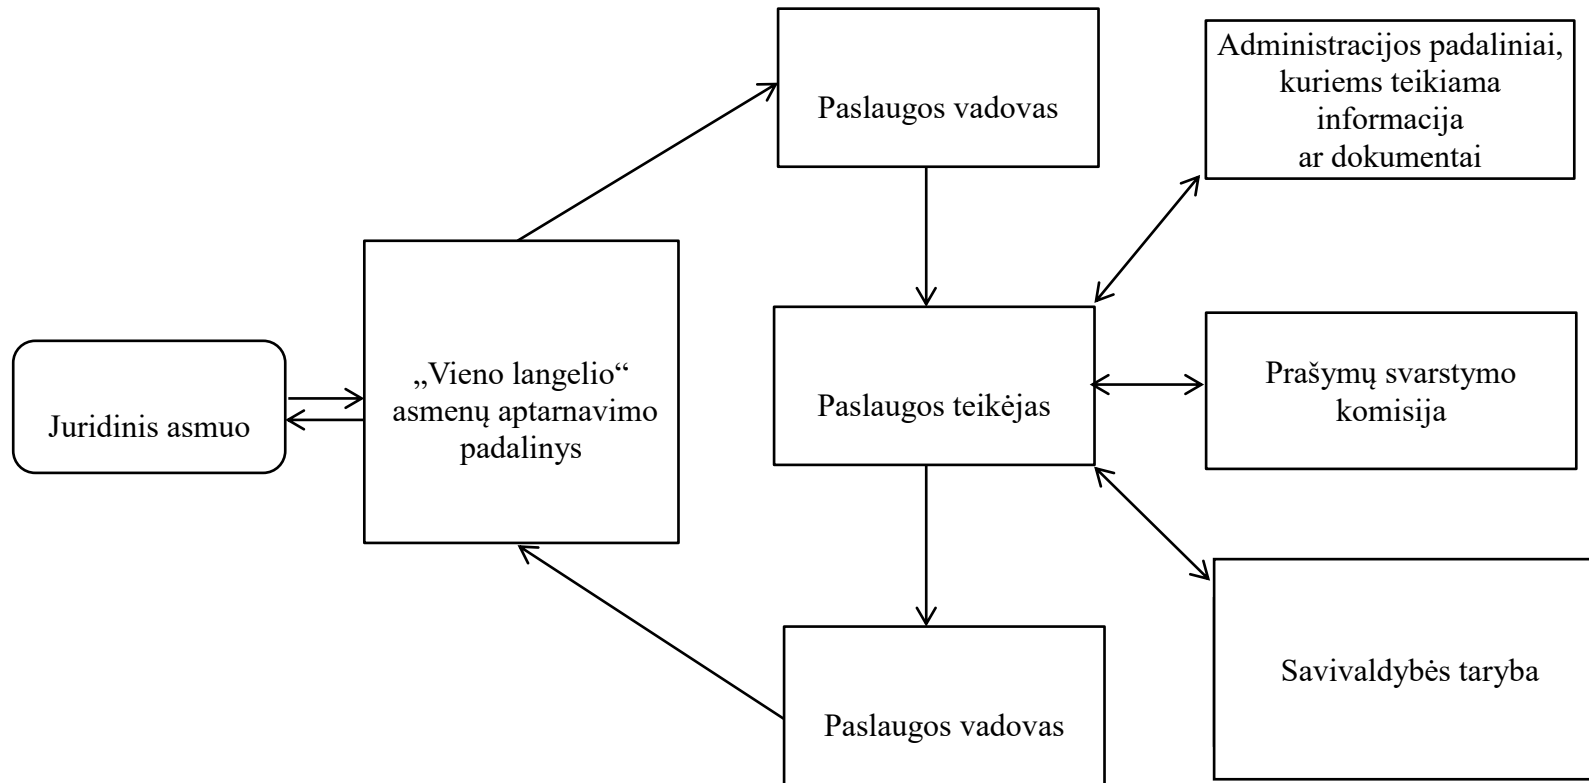 Paslaugos vadovas
Administracijos padaliniai,
kuriems teikiama
informacija
ar dokumentai
Juridinis asmuo
„Vieno langelio“
asmenų aptarnavimo
padalinys
Paslaugos teikėjas
Prašymų svarstymo
komisija
Paslaugos vadovas
Savivaldybės taryba